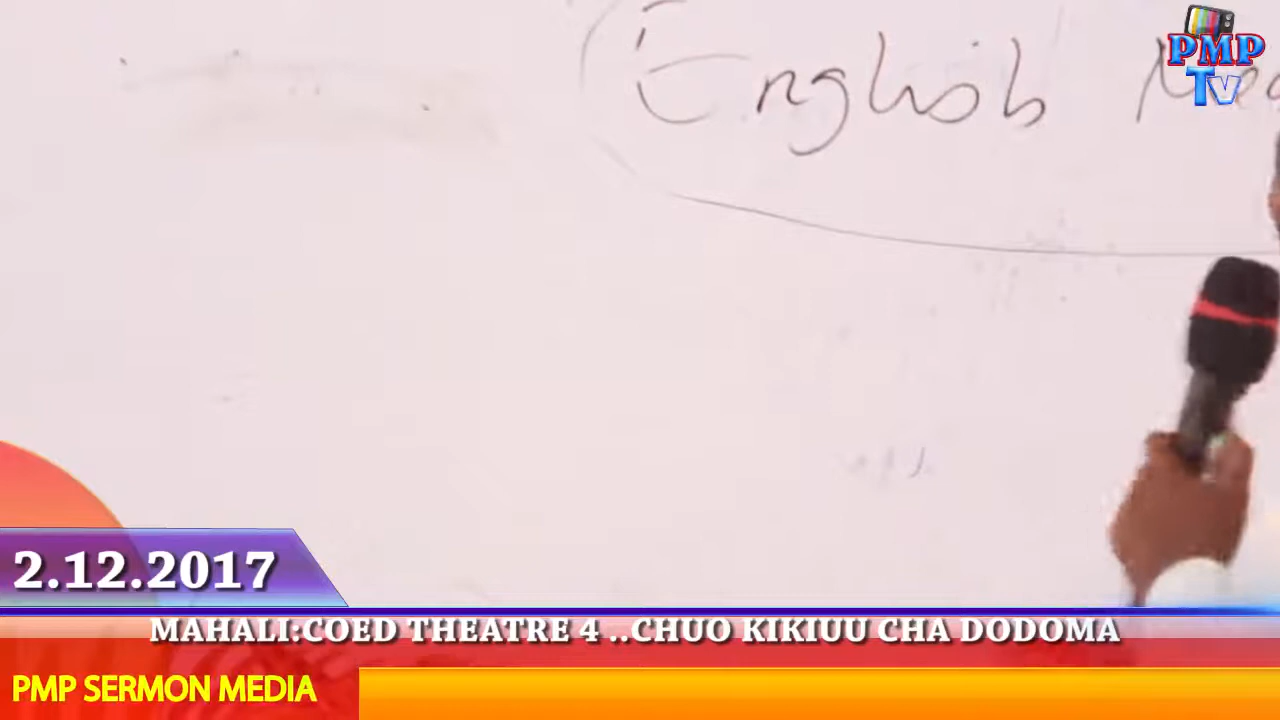 English
PMP
TV
2.12.2017
MAHALI:COED THEATRE 4 ..CHUO KIKIUU CHA DODOMA
PMP SERMON MEDIA